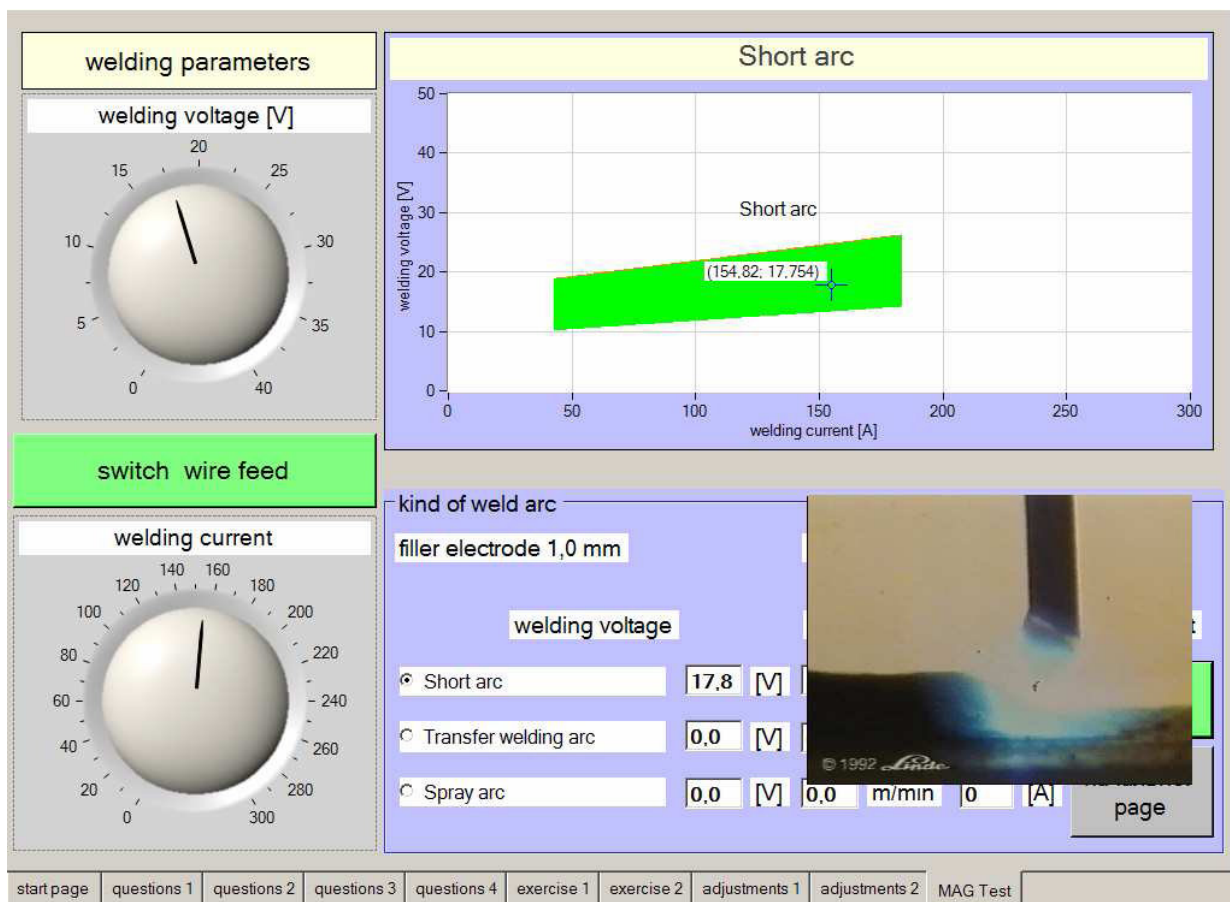 welding parameters
welding voltage [V]
0
5
10
15
20
25
30
35
40
switch wire feed
welding current
0
20
40
60
80
100
120
140
160
180
200
220
240
260
280
300
Short arc
welding voltage [V]
50
40
30
20
10
0
Short arc
(154,82; 17,754)
0 50 100 150 200 250 300
welding current [A]
kind of weld arc
filler electrode 1,0 mm
welding voltage
Short arc 17,8 [V]
Transfer welding arc 0,0 [V]
Spray arc 0,0 [V] 0,0 m/min 0 [A]
page
© 1992 Linde
start page questions 1 questions 2 questions 3 questions 4 exercise 1 exercise 2 adjustments 1 adjustments 2 MAG Test